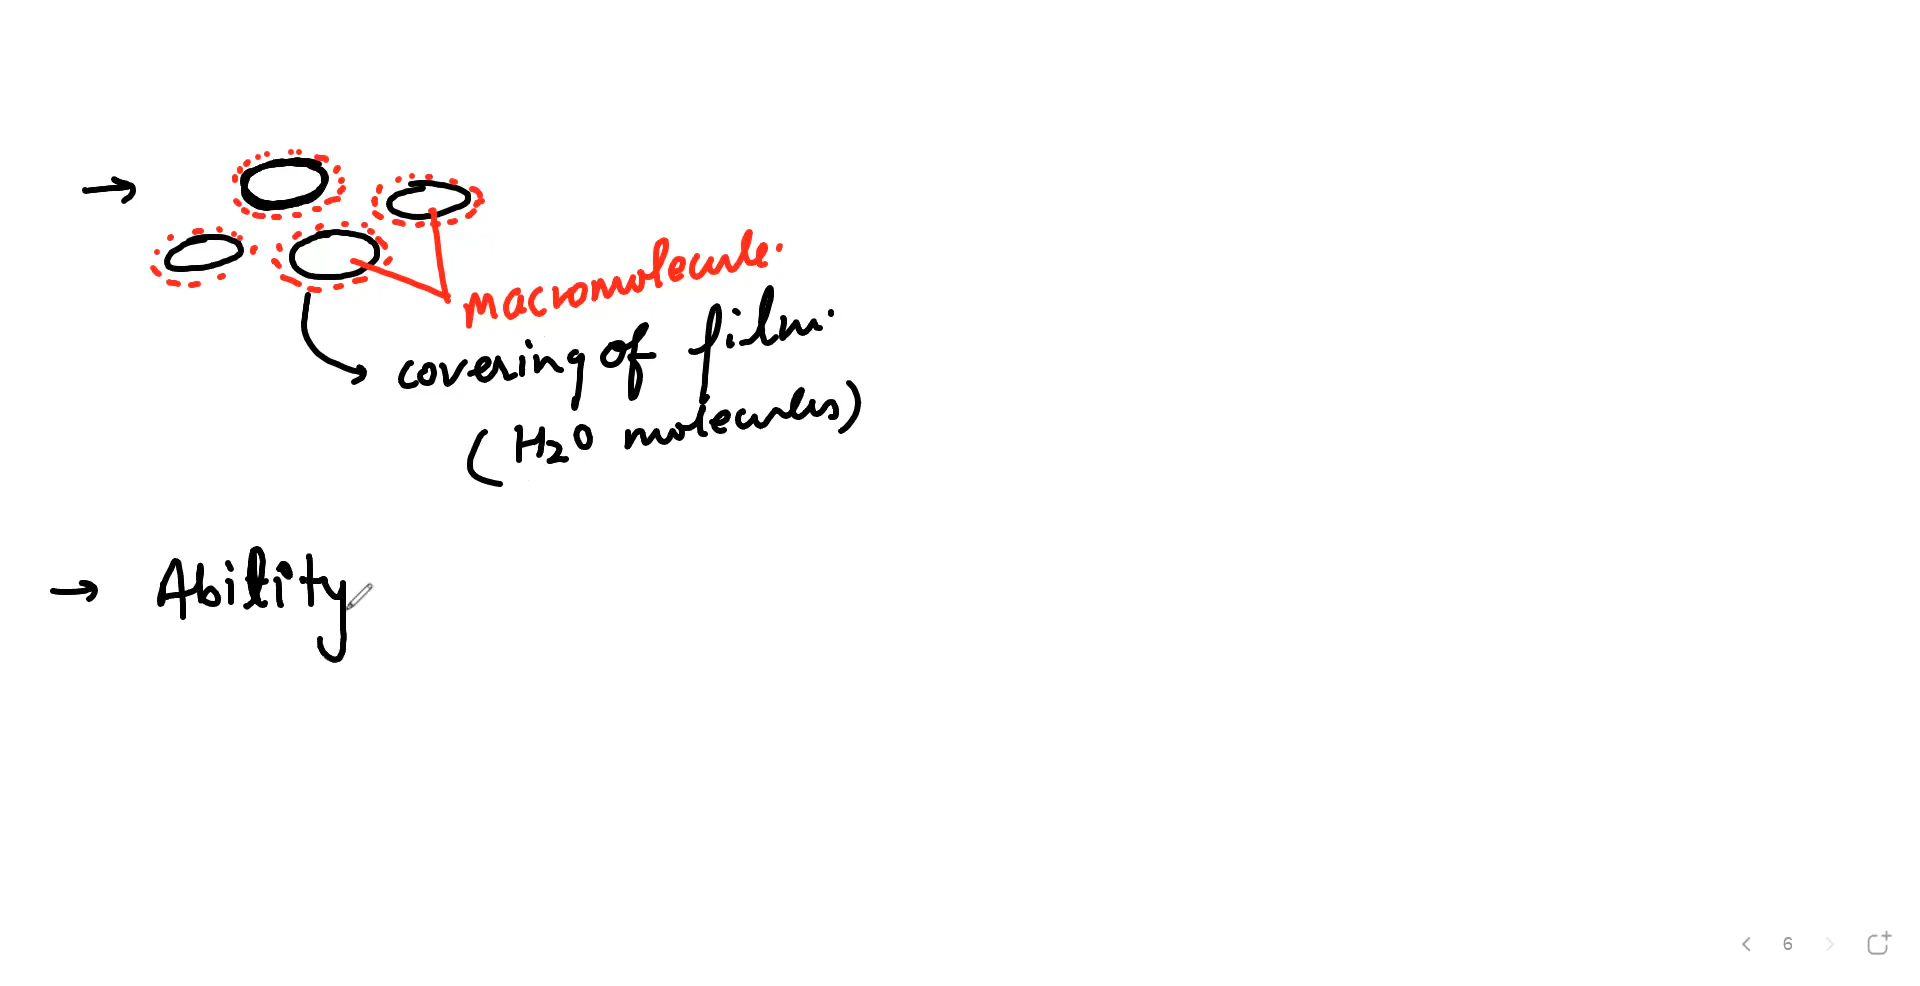 →
macromolecule.
covering of film.
(H₂O molecules)
→ Ability
6